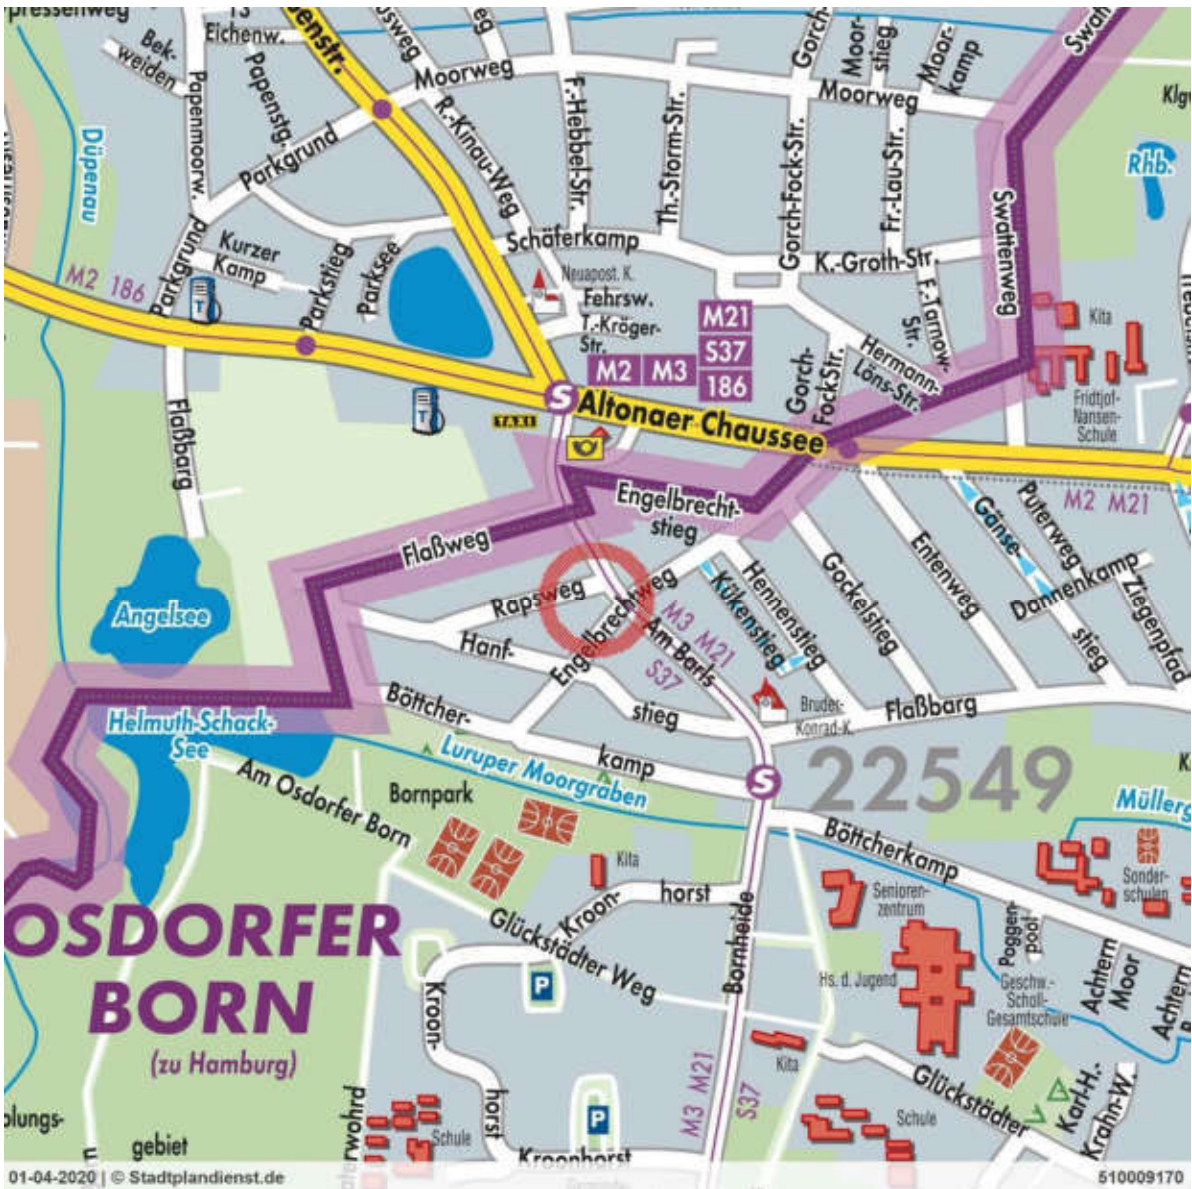 Eichenw.
Bek-
weiden
Papenmoorw.
Papenstg.
Parkgrund
Moorweg
R.-Kinau-Weg
F.-Hebbel-Str.
Th.-Storm-Str.
Gorch-
Moor-
stieg
Moor-
kamp
Moorweg
Gorch-Fock-Str.
Fr.-Lau-Str.
Klgv
Rhb.
Düpenau
Swattenweg
Schäferkamp
K.-Groth-Str.
F.-Tarnow-
Str.
Parkgrund
Kurzer
Kamp
Parkstieg
Parksee
M2 186
Neuapost. K.
Fehrsw.
T.-Kröger-
Str.
M21
S37
M2 M3 186
Gorch-
FockStr.
Hermann-
Löns-Str.
Kita
Fridtjof-
Nansen-
Schule
S
TAXI
Altonaer Chaussee
Flaßbarg
Engelbrecht-
stieg
M2 M21
Flaßweg
Gänse-
stieg
Puterweg
Entenweg
Dannenkamp
Ziegenpfad
Gockelstieg
Hennenstieg
Kükenstieg
Angelsee
Rapsweg
Engelbrechtweg
M3 M21
S37
Am Barls
Hanf-
stieg
Böttcher-
kamp
Bruder-
Konrad-K.
Flaßbarg
Helmuth-Schack-
See
Luruper Moorgraben
22549
S
Am Osdorfer Born
Bornpark
Müllerg
Böttcherkamp
Kita
Kroon-
horst
Senioren-
zentrum
Sonder-
schulen
OSDORFER
BORN
(zu Hamburg)
Glückstädter Weg
Bornheide
Poggen-
pool
Hs. d. Jugend
Geschw.-
Scholl-
Gesamtschule
Achtern
Moor
Achtern
P
Kroon-
horst
M3 M21
S37
Kita
Glückstädter
Karl-H.-
Krahn-W.
P
Schule
Schule
gebiet
Kroonhorst
01-04-2020 | © Stadtplandienst.de
510009170